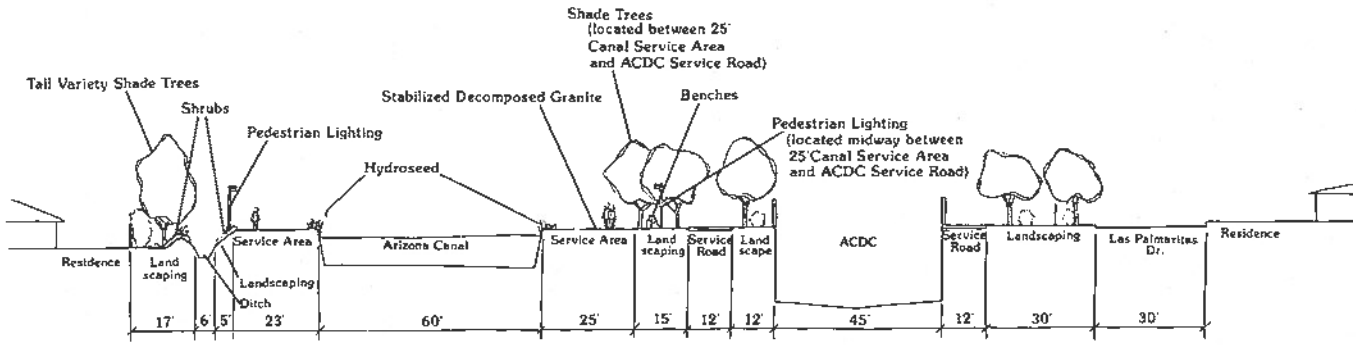 Shade Trees
(located between 25'
Canal Service Area
and ACDC Service Road)
Tall Variety Shade Trees
Shrubs
Pedestrian Lighting
Stabilized Decomposed Granite
Benches
Hydroseed
Pedestrian Lighting
(located midway between
25'Canal Service Area
and ACDC Service Road)
Residence
Land
scaping
Landscaping
Ditch
Service Area
Arizona Canal
Service Area
Land
scaping
Service
Road
Land
scape
ACDC
Service
Road
Landscaping
Las Palmaritas
Dr.
Residence
17' 6' 5' 23' 60' 25' 15' 12' 12' 45' 12' 30' 30'